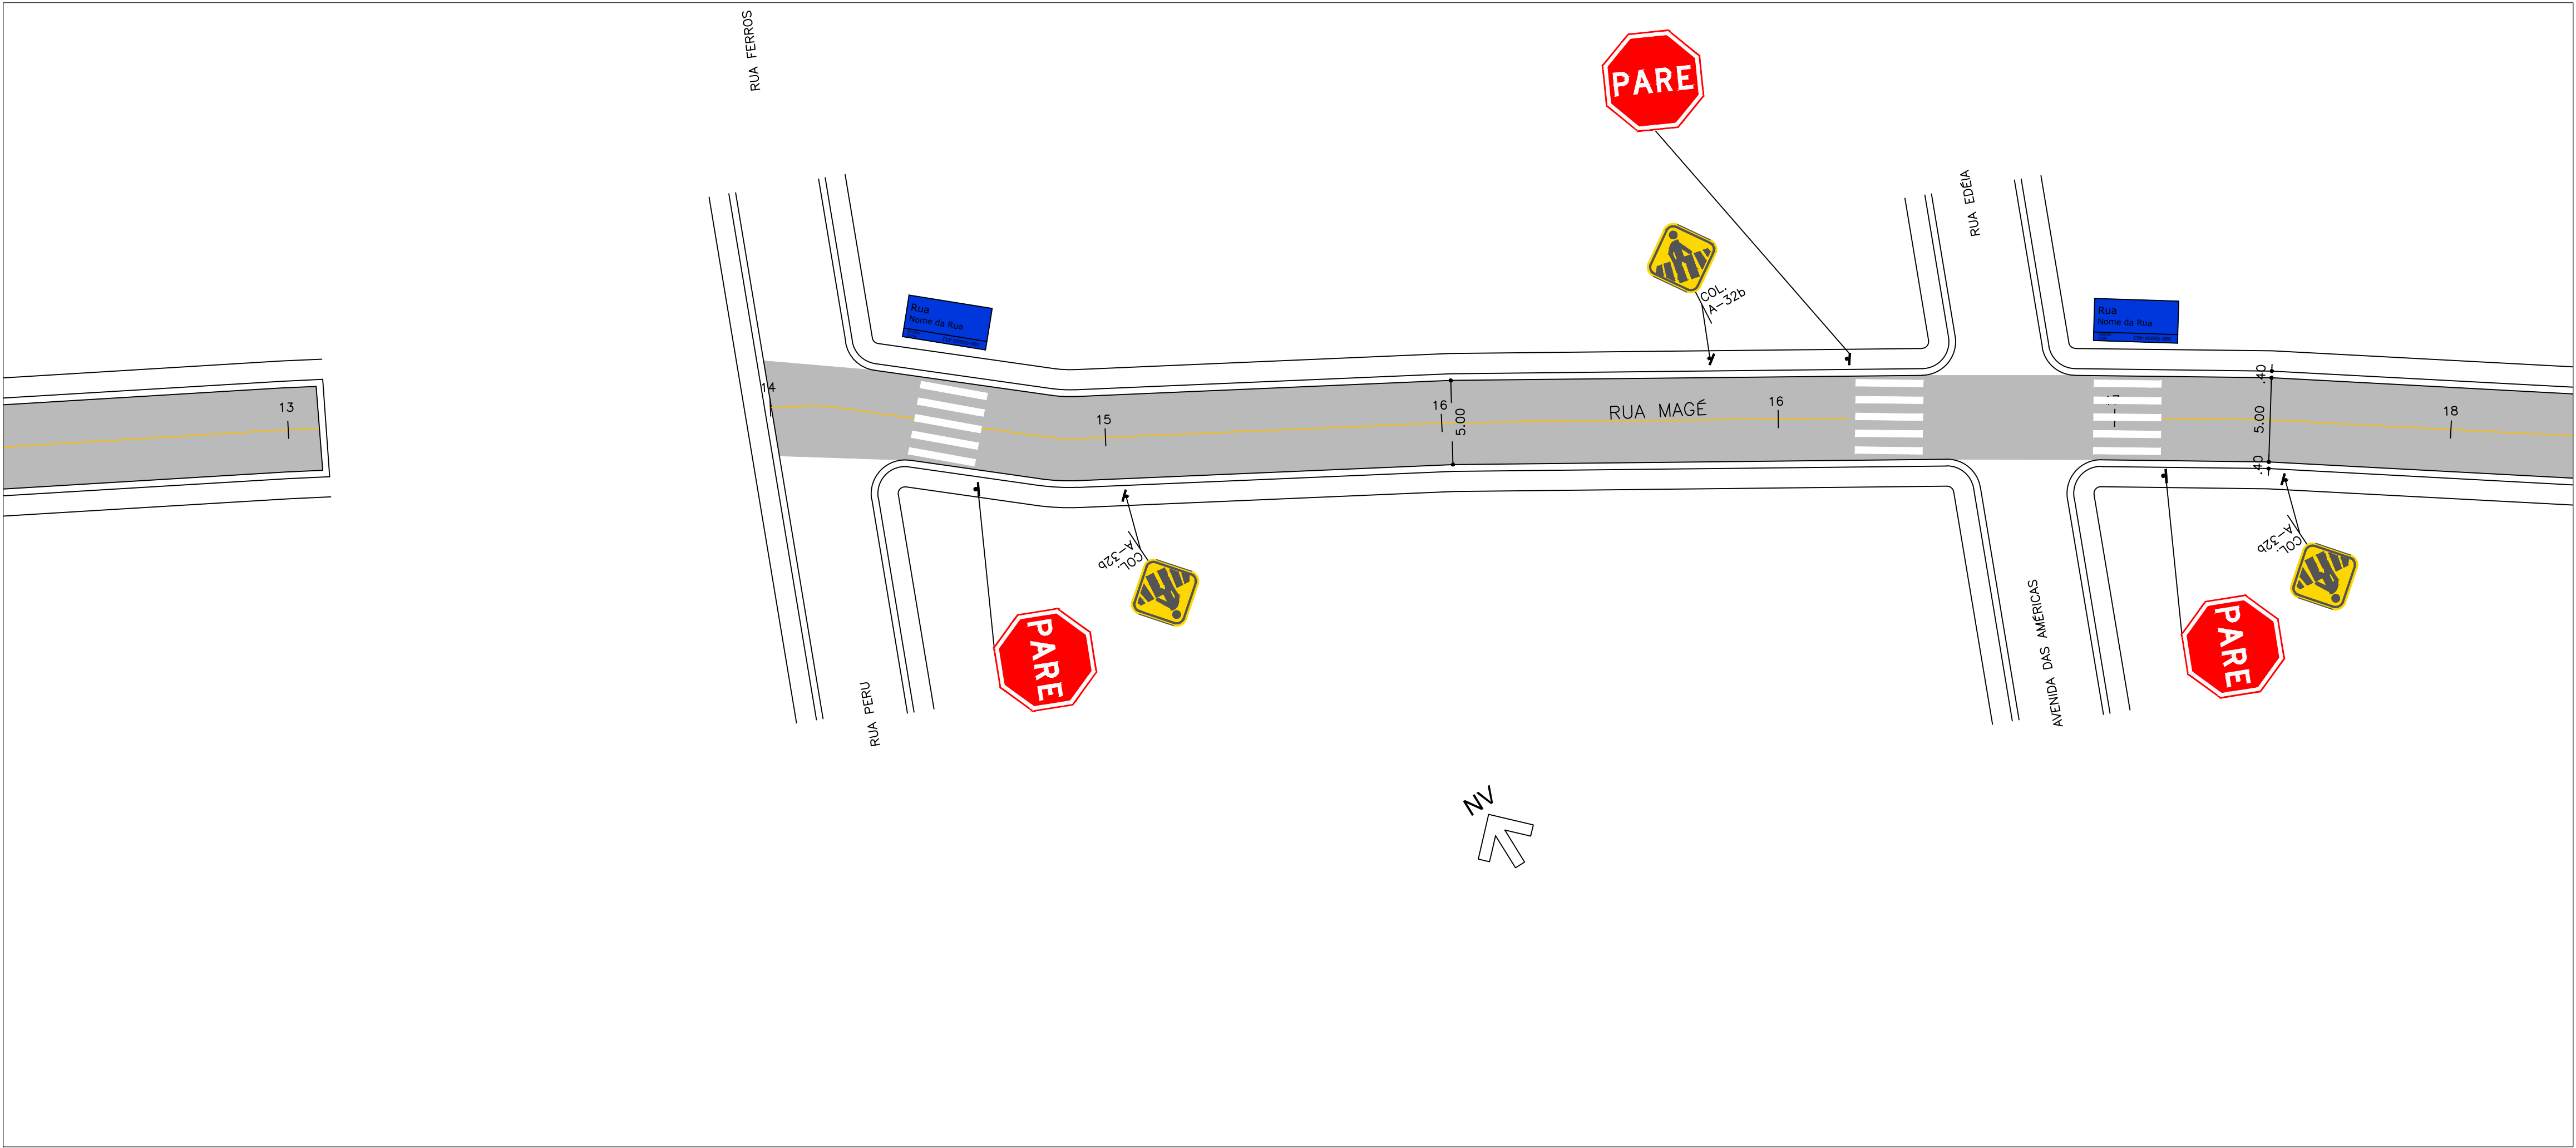 RUA FERROS
PARE
RUA EDÉIA
COL.
A-32b
Rua
Nome da Rua
Rua
Nome da Rua
13
14
15
16
5.00
RUA MAGÉ
16
.40
5.00
.40
18
COL.
A-32b
PARE
COL.
A-32b
PARE
RUA PERU
AVENIDA DAS AMÉRICAS
NV